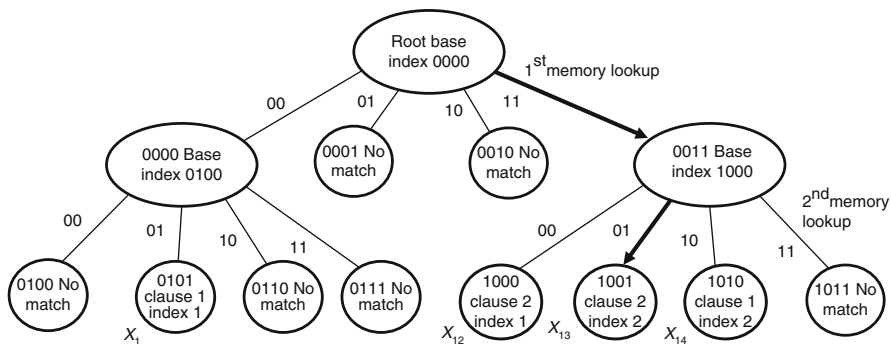 Root base
index 0000
1st memory lookup
00
01
10
11
0000 Base
index 0100
0001 No
match
0010 No
match
0011 Base
index 1000
2nd memory
lookup
00
01
10
11
00
01
10
11
0100 No
match
0101
clause 1
index 1
0110 No
match
0111 No
match
1000
clause 2
index 1
1001
clause 2
index 2
1010
clause 1
index 2
1011 No
match
X1
X12
X13
X14